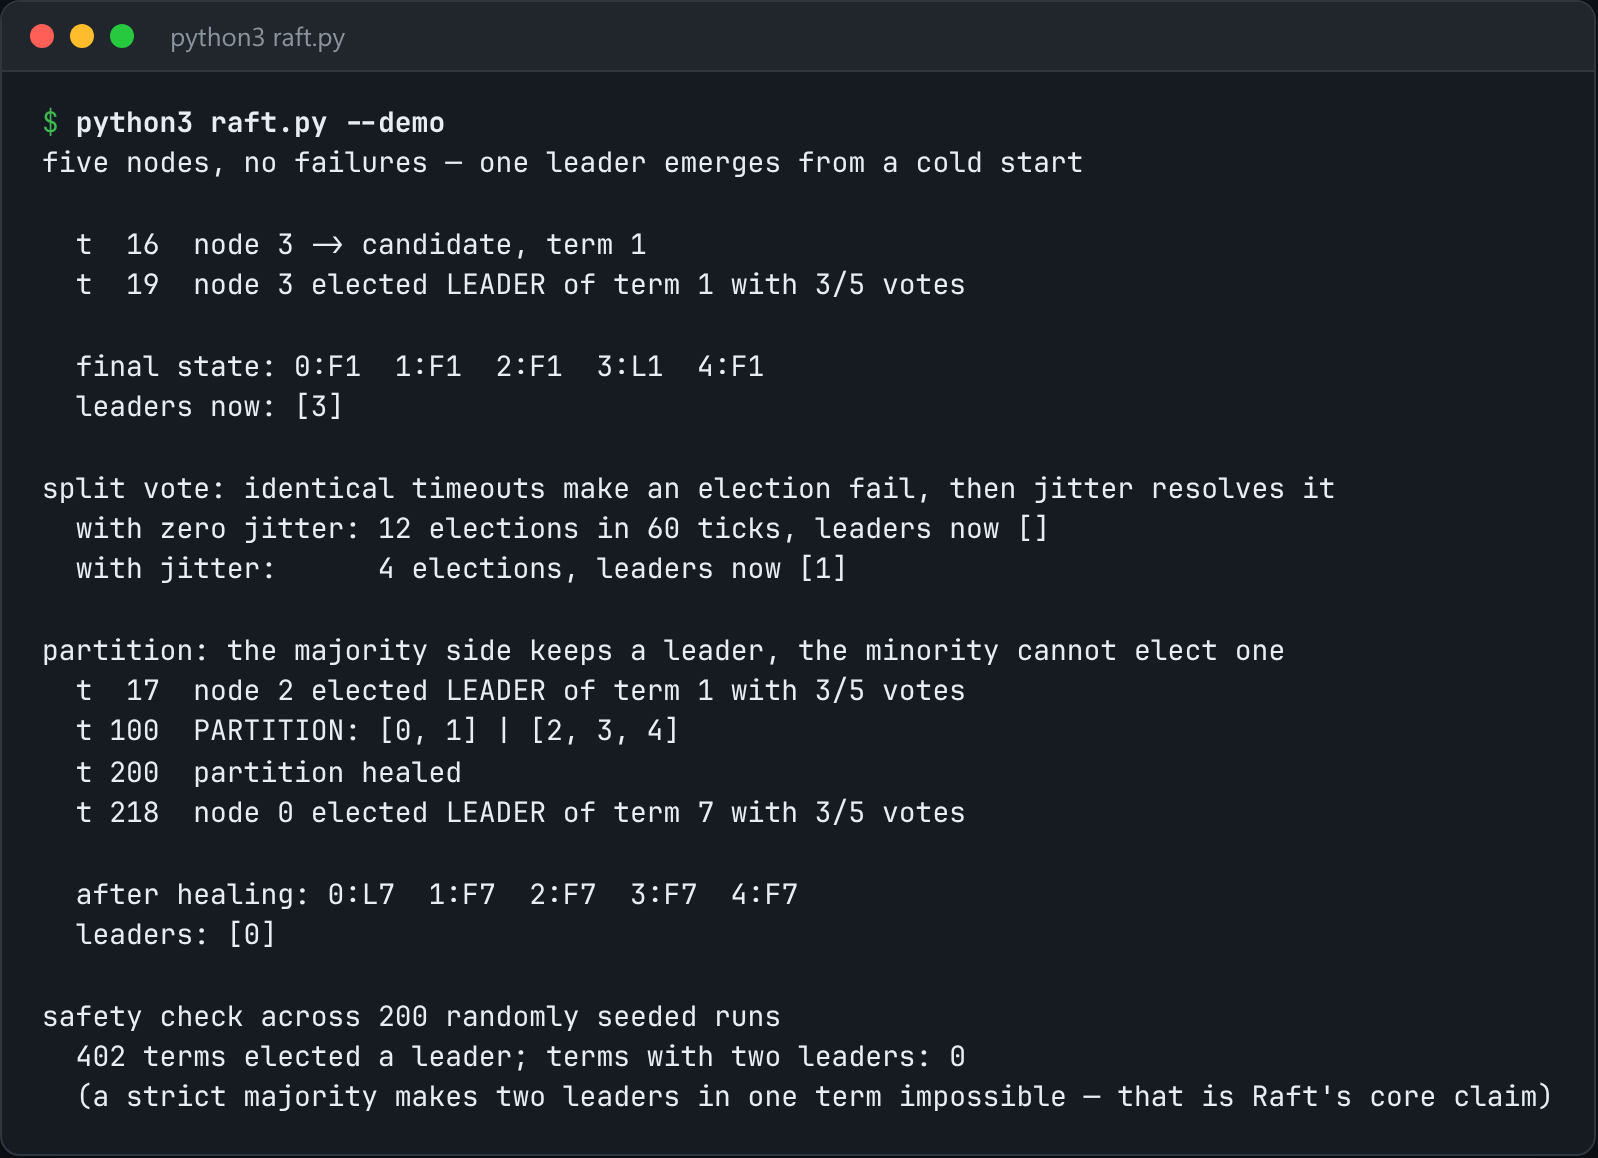 python3 raft.py
$ python3 raft.py --demo
five nodes, no failures — one leader emerges from a cold start
  t  16  node 3 -> candidate, term 1
  t  19  node 3 elected LEADER of term 1 with 3/5 votes
  final state: 0:F1  1:F1  2:F1  3:L1  4:F1
  leaders now: [3]
split vote: identical timeouts make an election fail, then jitter resolves it
  with zero jitter: 12 elections in 60 ticks, leaders now []
  with jitter:      4 elections, leaders now [1]
partition: the majority side keeps a leader, the minority cannot elect one
  t  17  node 2 elected LEADER of term 1 with 3/5 votes
  t 100  PARTITION: [0, 1] | [2, 3, 4]
  t 200  partition healed
  t 218  node 0 elected LEADER of term 7 with 3/5 votes
  after healing: 0:L7  1:F7  2:F7  3:F7  4:F7
  leaders: [0]
safety check across 200 randomly seeded runs
  402 terms elected a leader; terms with two leaders: 0
  (a strict majority makes two leaders in one term impossible — that is Raft's core claim)